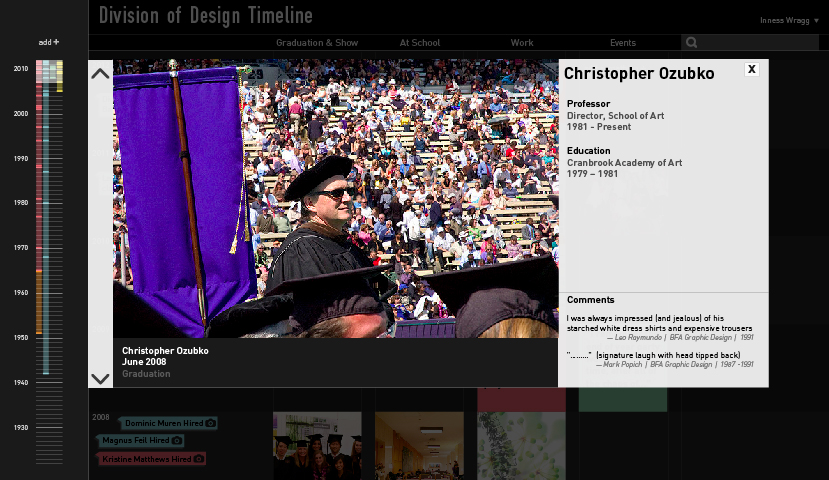 Division of Design Timeline
Inness Wragg ▼
add +
Graduation & Show
At School
Work
Events
2010
2000
1990
1980
1970
1960
1950
1940
1930
29
Christopher Ozubko
X
Professor
Director, School of Art
1981 - Present
Education
Cranbrook Academy of Art
1979 – 1981
Comments
I was always impressed (and jealous) of his
starched white dress shirts and expensive trousers
— Leo Raymundo | BFA Graphic Design | 1991
"........." (signature laugh with head tipped back)
— Mark Popich | BFA Graphic Design | 1987 -1991
Christopher Ozubko
June 2008
Graduation
2008
Dominic Muren Hired
Magnus Feil Hired
Kristine Matthews Hired